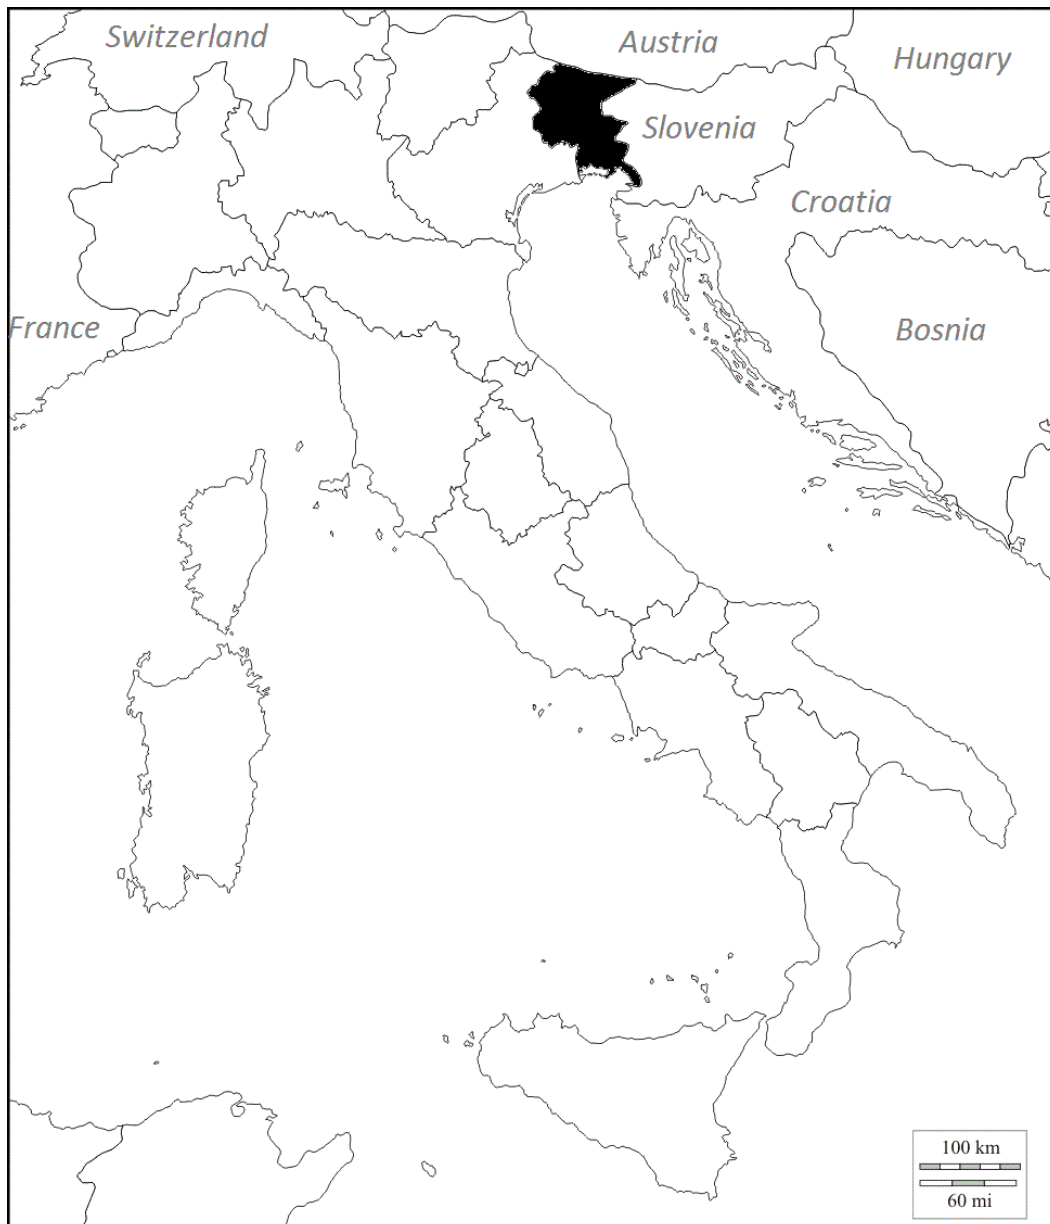 Switzerland
Austria
Hungary
Slovenia
Croatia
France
Bosnia
100 km
60 mi